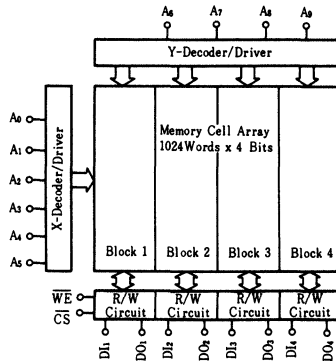 A₆ A₇ A₈ A₉
Y-Decoder/Driver
A₀
A₁
A₂
A₃
A₄
A₅
X-Decoder/Driver
Memory Cell Array
1024Words x 4 Bits
Block 1 Block 2 Block 3 Block 4
W̅E̅
C̅S̅
R/W R/W R/W R/W
Circuit Circuit Circuit Circuit
DI₁ DO₁ DI₂ DO₂ DI₃ DO₃ DI₄ DO₄